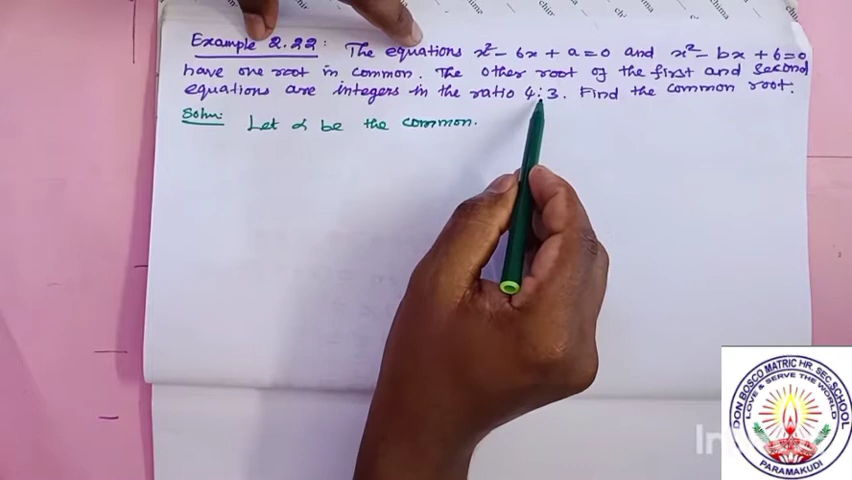 Example 2.22: The equations x² - 6x + a = 0 and x² - bx + 6 = 0
have one root in common. The other root of the first and second
equations are integers in the ratio 4:3. Find the common root.
Soln: Let α be the common.
DON BOSCO MATRIC HR. SEC. SCHOOL
LOVE & SERVE THE WORLD
PARAMAKUDI